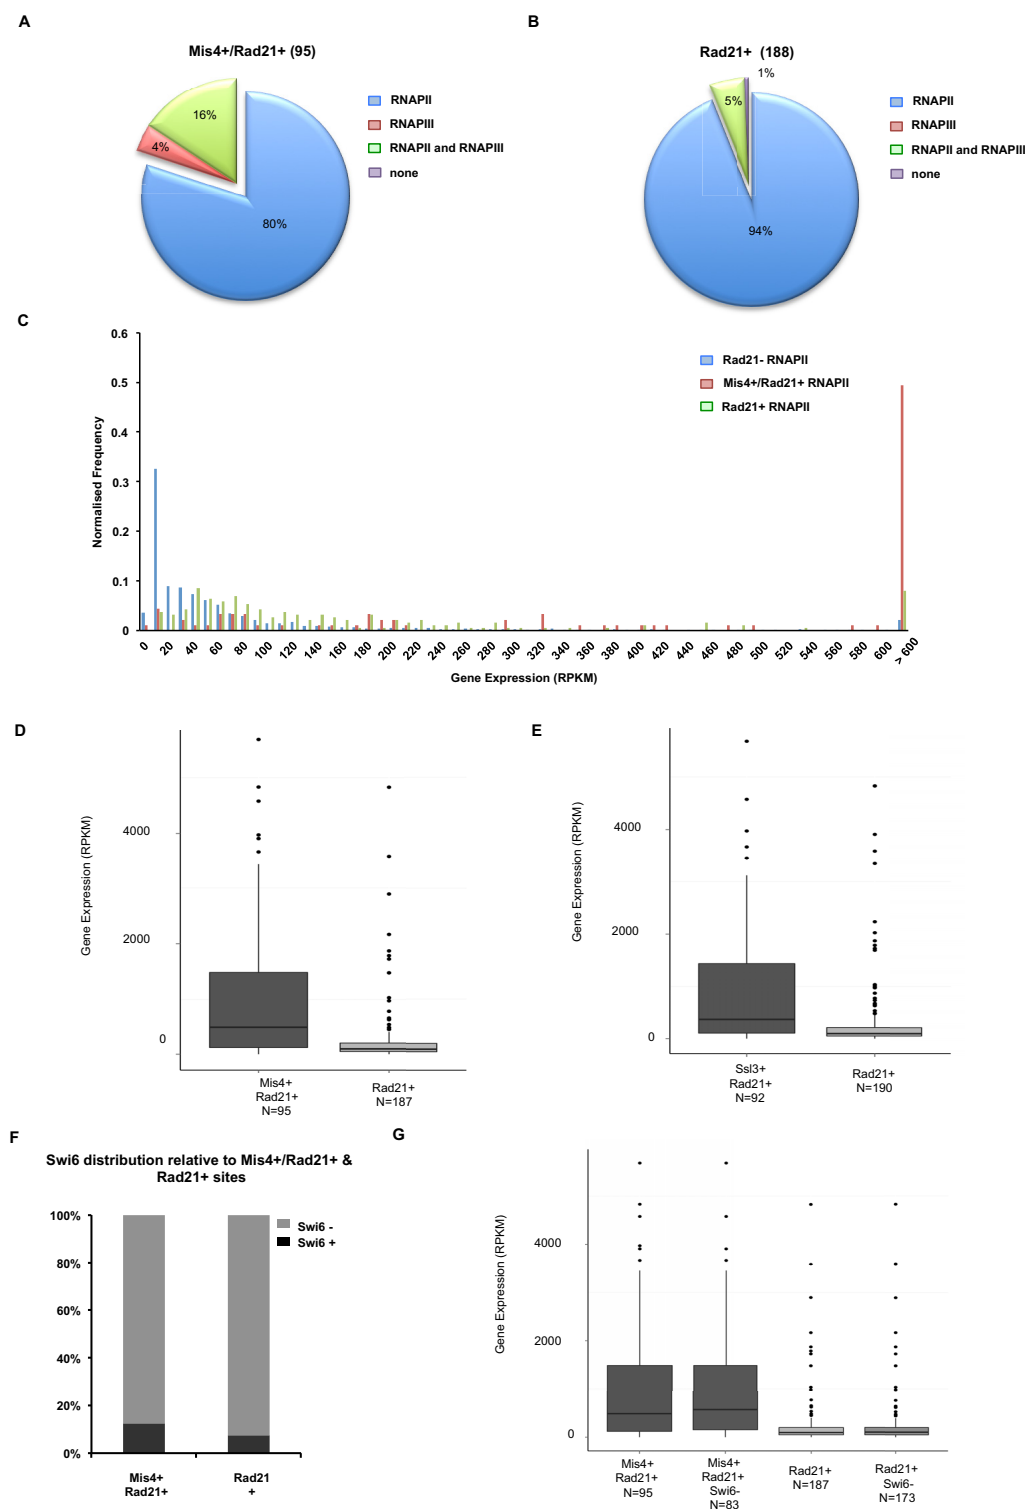 A
Mis4+/Rad21+ (95)
16%
4%
80%
RNAPII
RNAPIII
RNAPII and RNAPIII
none
B
Rad21+ (188)
1%
5%
94%
RNAPII
RNAPIII
RNAPII and RNAPIII
none
C
Normalised Frequency
0.6
0.5
0.4
0.3
0.2
0.1
0
Rad21- RNAPII
Mis4+/Rad21+ RNAPII
Rad21+ RNAPII
0 20 40 60 80 100 120 140 160 180 200 220 240 260 280 300 320 340 360 380 400 420 440 460 480 500 520 540 560 580 600 > 600
Gene Expression (RPKM)
D
Gene Expression (RPKM)
4000
2000
0
Mis4+
Rad21+
N=95
Rad21+
N=187
E
Gene Expression (RPKM)
4000
2000
0
Ssl3+
Rad21+
N=92
Rad21+
N=190
F
Swi6 distribution relative to Mis4+/Rad21+ &
Rad21+ sites
100%
80%
60%
40%
20%
0%
Swi6 -
Swi6 +
Mis4+
Rad21+
Rad21
+
G
Gene Expression (RPKM)
4000
2000
0
Mis4+
Rad21+
N=95
Mis4+
Rad21+
Swi6-
N=83
Rad21+
N=187
Rad21+
Swi6-
N=173